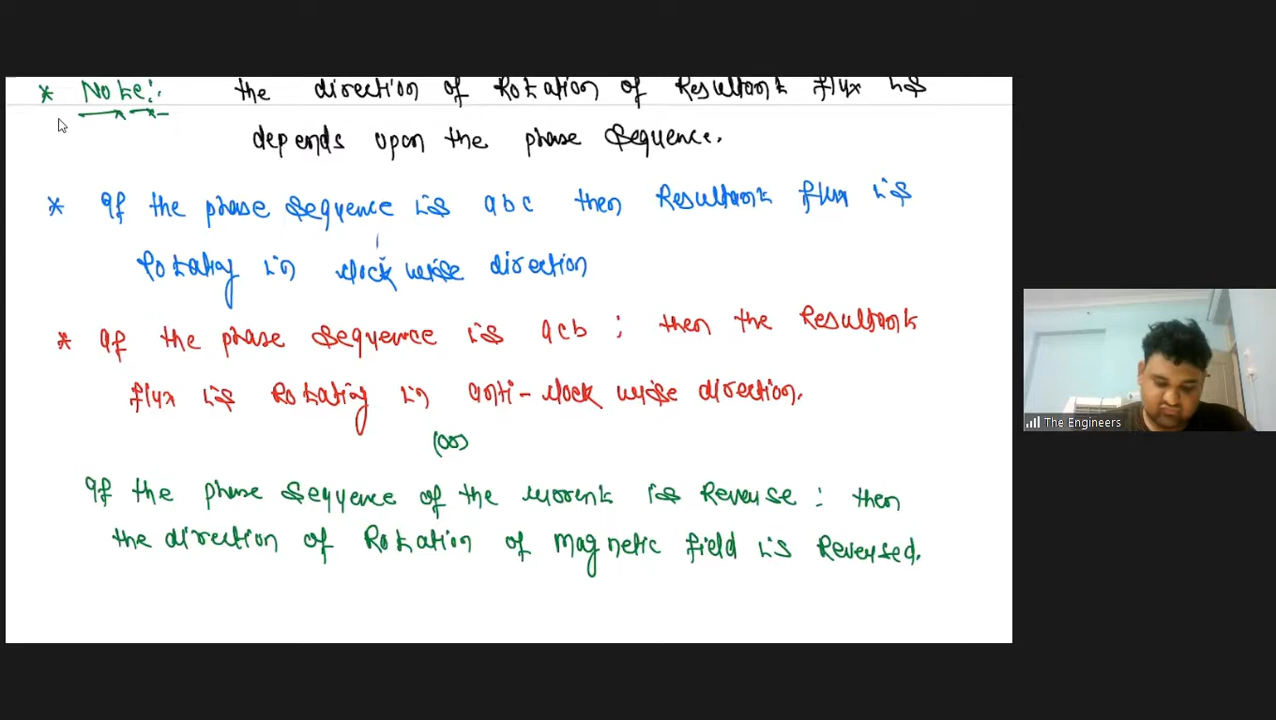 * Note:- the direction of Rotation of Resultant flux is
depends upon the phase sequence.
* If the phase sequence is abc then Resultant flux is
rotating in clock wise direction
* If the phase sequence is acb ; then the Resultant
flux is Rotating in anti-clock wise direction.
(or)
If the phase sequence of the current is Reverse : then
the direction of Rotation of Magnetic field is Reversed.
The Engineers